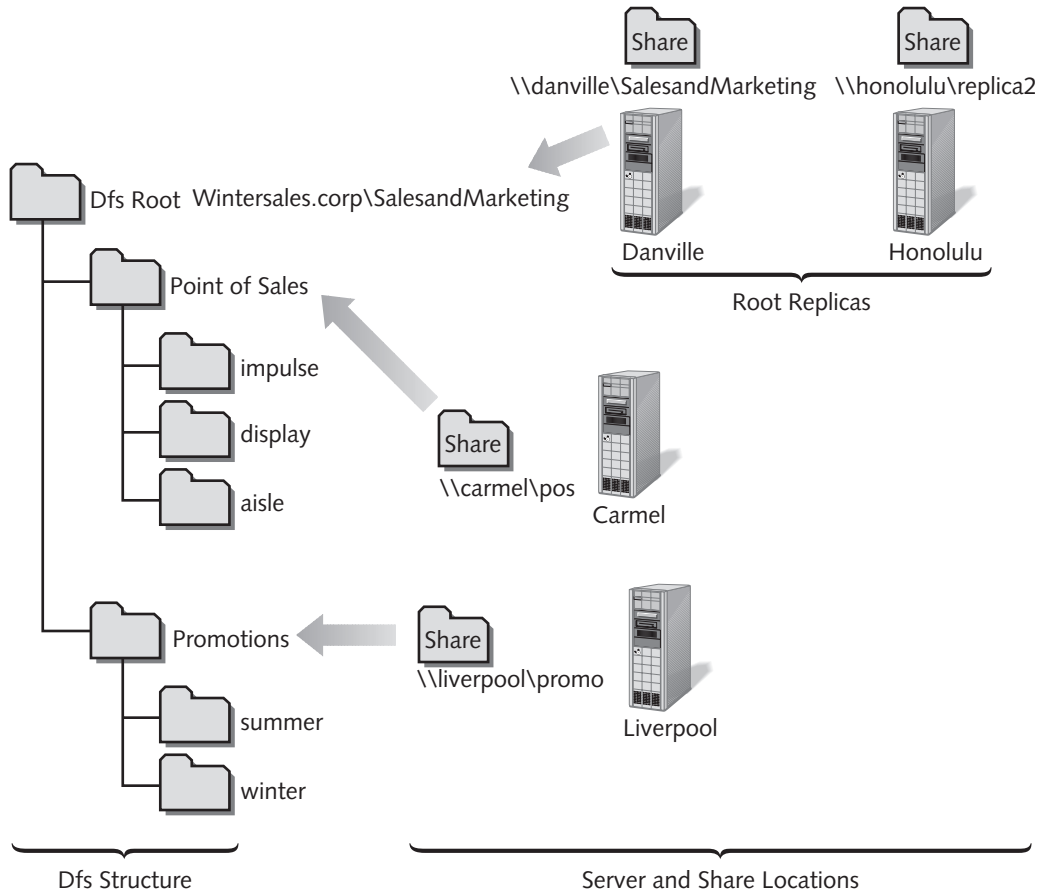 Share
Share
\\danville\SalesandMarketing
\\honolulu\replica2
Dfs Root Wintersales.corp\SalesandMarketing
Danville
Honolulu
Root Replicas
Point of Sales
impulse
display
aisle
Share
\\carmel\pos
Carmel
Promotions
Share
\\liverpool\promo
Liverpool
summer
winter
Dfs Structure
Server and Share Locations